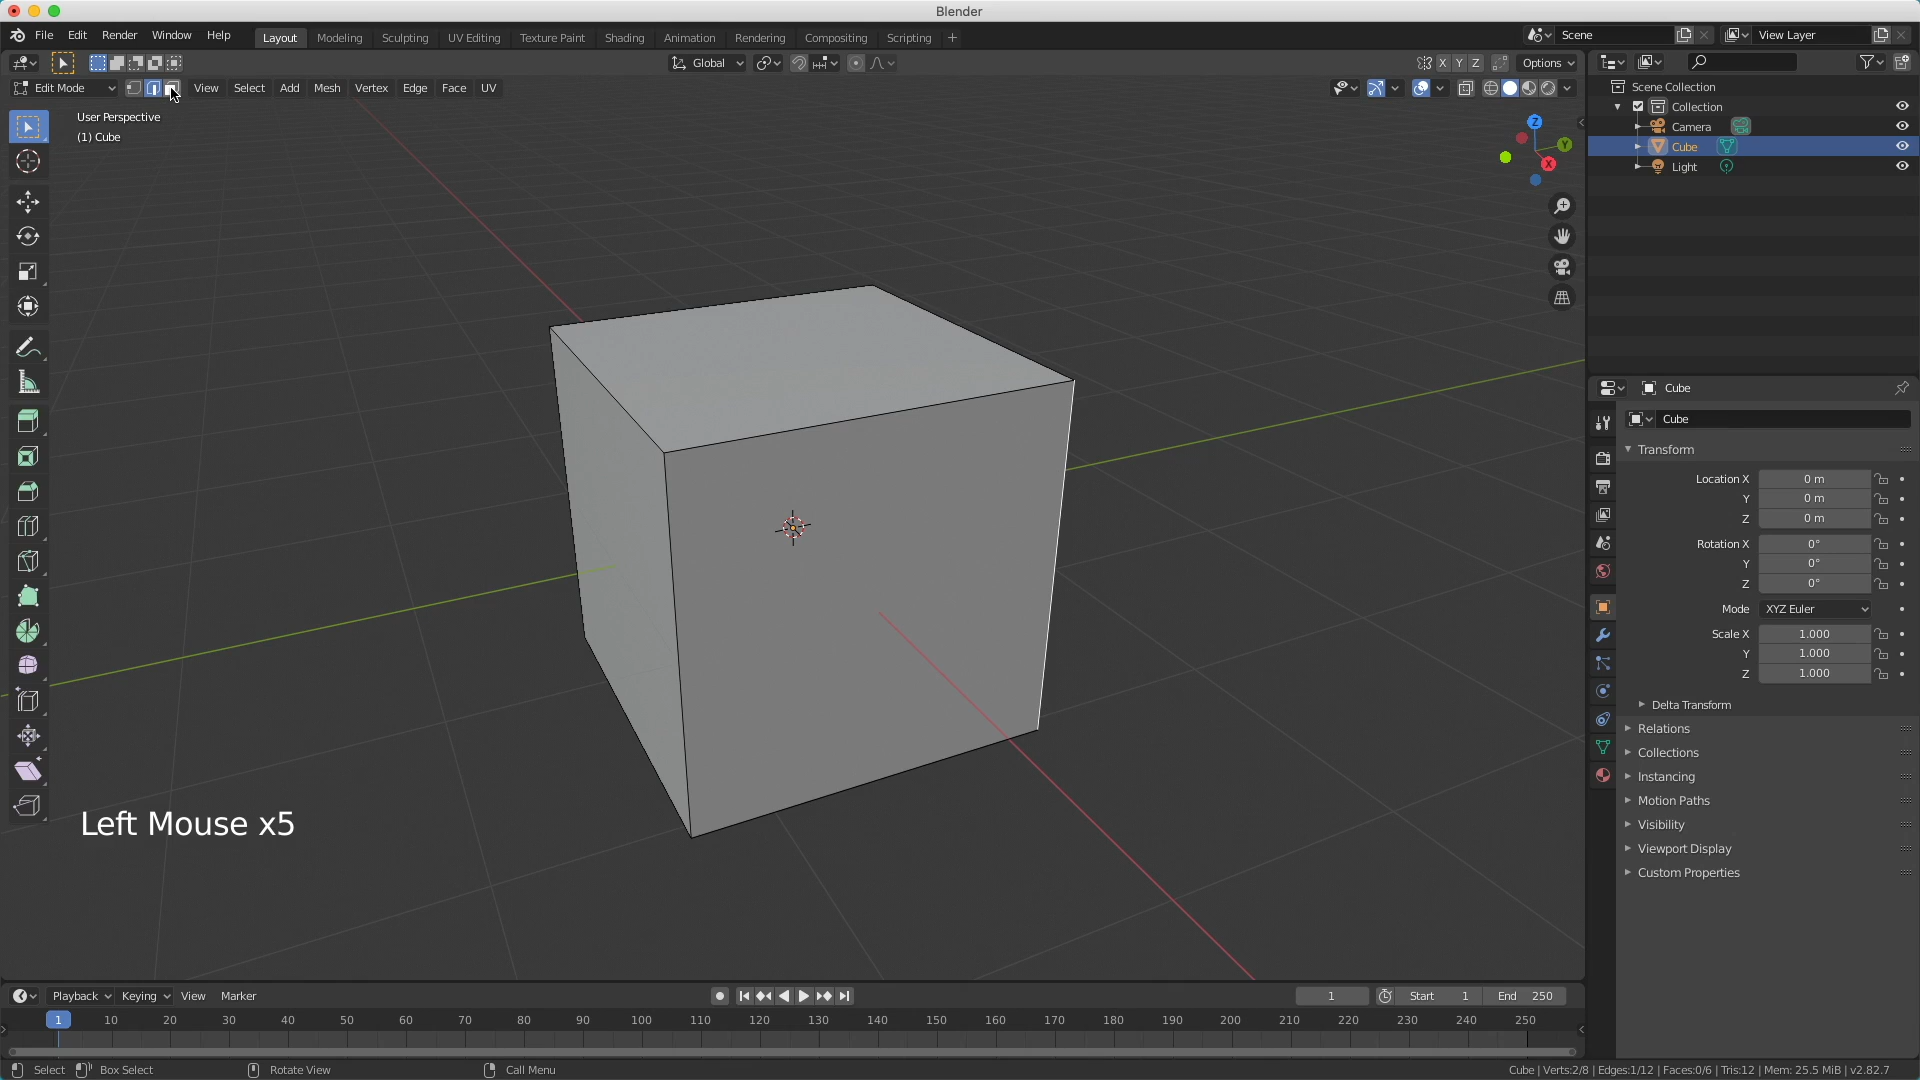 Blender
File Edit Render Window Help
Layout Modeling Sculpting UV Editing Texture Paint Shading Animation Rendering Compositing Scripting +
Scene
View Layer
Global
X Y Z
Options
Edit Mode
View Select Add Mesh Vertex Edge Face UV
User Perspective
(1) Cube
Z
Y
X
Scene Collection
Collection
Camera
Cube
Light
Cube
Cube
Transform
Location X 0 m
Y 0 m
Z 0 m
Rotation X 0°
Y 0°
Z 0°
Mode XYZ Euler
Scale X 1.000
Y 1.000
Z 1.000
Delta Transform
Relations
Collections
Instancing
Motion Paths
Visibility
Viewport Display
Custom Properties
Left Mouse x5
Playback Keying View Marker
1
Start 1
End 250
1 10 20 30 40 50 60 70 80 90 100 110 120 130 140 150 160 170 180 190 200 210 220 230 240 250
Select Box Select Rotate View Call Menu
Cube | Verts:2/8 | Edges:1/12 | Faces:0/6 | Tris:12 | Mem: 25.5 MiB | v2.82.7